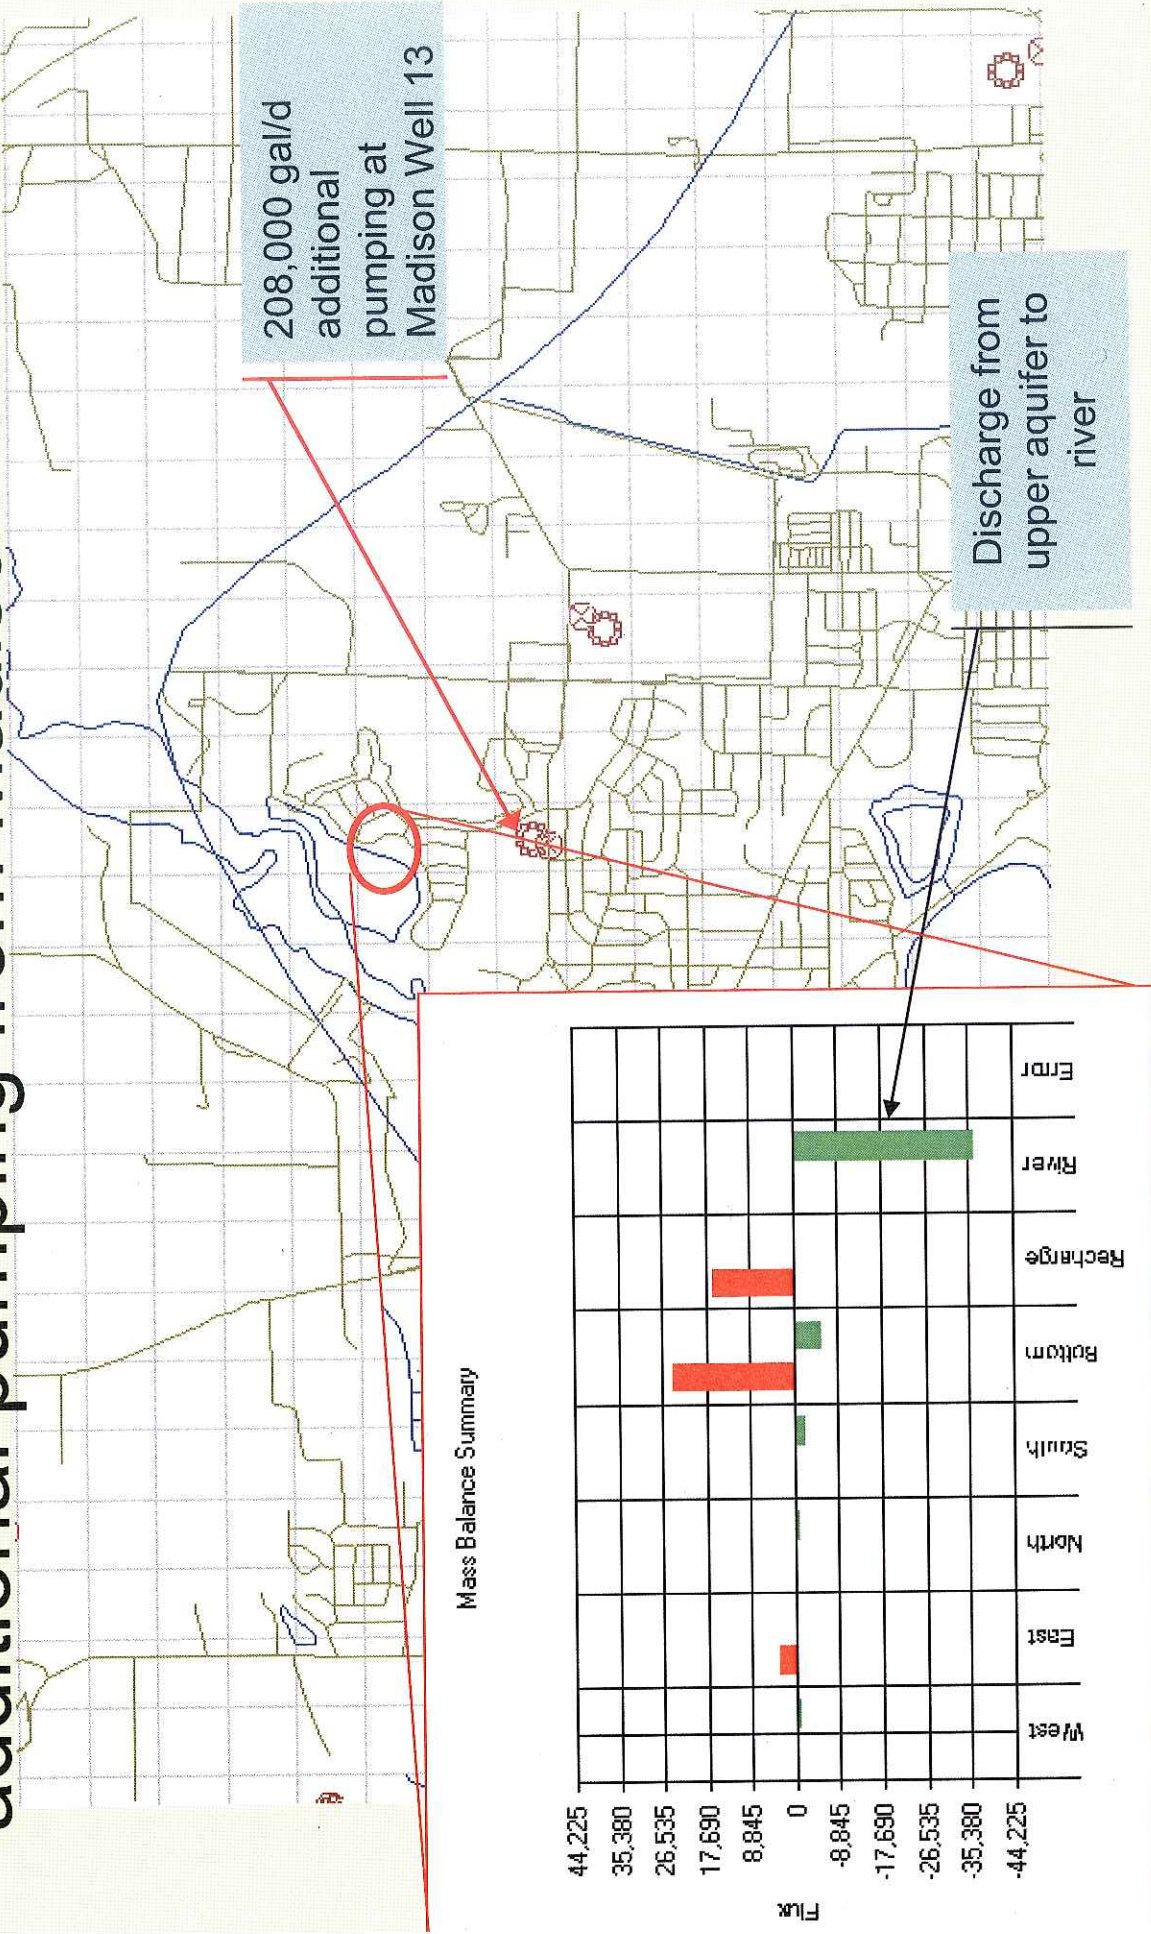 additional pumping
208,000 gal/d
additional
pumping at
Madison Well 13
Discharge from
upper aquifer to
river
Mass Balance Summary
Flux
44,225
35,380
26,535
17,690
8,845
0
-8,845
-17,690
-26,535
-35,380
-44,225
West
East
North
South
Bottom
Recharge
River
Error